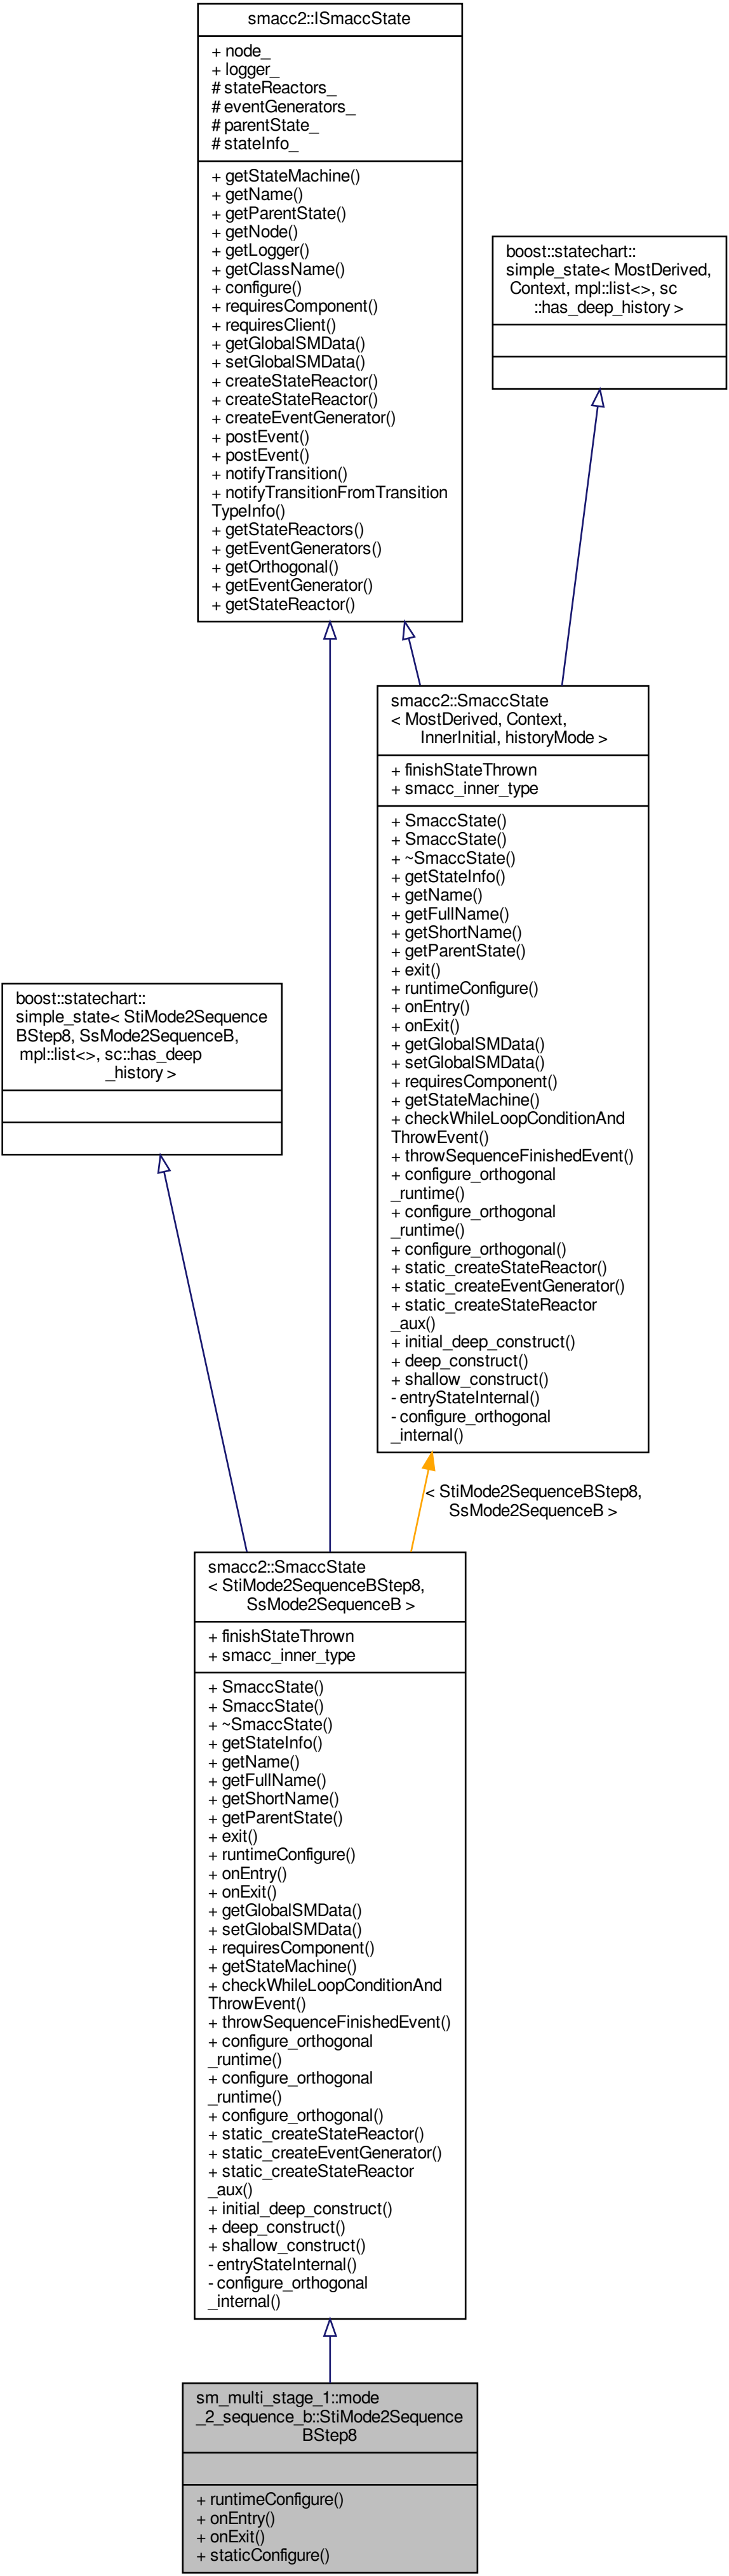 smacc2::ISmaccState
+ node_
+ logger_
# stateReactors_
# eventGenerators_
# parentState_
# stateInfo_
+ getStateMachine()
+ getName()
+ getParentState()
+ getNode()
+ getLogger()
+ getClassName()
+ configure()
+ requiresComponent()
+ requiresClient()
+ getGlobalSMData()
+ setGlobalSMData()
+ createStateReactor()
+ createStateReactor()
+ createEventGenerator()
+ postEvent()
+ postEvent()
+ notifyTransition()
+ notifyTransitionFromTransition
TypeInfo()
+ getStateReactors()
+ getEventGenerators()
+ getOrthogonal()
+ getEventGenerator()
+ getStateReactor()
boost::statechart::
simple_state< MostDerived,
Context, mpl::list<>, sc
::has_deep_history >
smacc2::SmaccState
< MostDerived, Context,
InnerInitial, historyMode >
+ finishStateThrown
+ smacc_inner_type
+ SmaccState()
+ SmaccState()
+ ~SmaccState()
+ getStateInfo()
+ getName()
+ getFullName()
+ getShortName()
+ getParentState()
+ exit()
+ runtimeConfigure()
+ onEntry()
+ onExit()
+ getGlobalSMData()
+ setGlobalSMData()
+ requiresComponent()
+ getStateMachine()
+ checkWhileLoopConditionAnd
ThrowEvent()
+ throwSequenceFinishedEvent()
+ configure_orthogonal
_runtime()
+ configure_orthogonal
_runtime()
+ configure_orthogonal()
+ static_createStateReactor()
+ static_createEventGenerator()
+ static_createStateReactor
_aux()
+ initial_deep_construct()
+ deep_construct()
+ shallow_construct()
- entryStateInternal()
- configure_orthogonal
_internal()
boost::statechart::
simple_state< StiMode2Sequence
BStep8, SsMode2SequenceB,
mpl::list<>, sc::has_deep
_history >
< StiMode2SequenceBStep8,
SsMode2SequenceB >
smacc2::SmaccState
< StiMode2SequenceBStep8,
SsMode2SequenceB >
+ finishStateThrown
+ smacc_inner_type
+ SmaccState()
+ SmaccState()
+ ~SmaccState()
+ getStateInfo()
+ getName()
+ getFullName()
+ getShortName()
+ getParentState()
+ exit()
+ runtimeConfigure()
+ onEntry()
+ onExit()
+ getGlobalSMData()
+ setGlobalSMData()
+ requiresComponent()
+ getStateMachine()
+ checkWhileLoopConditionAnd
ThrowEvent()
+ throwSequenceFinishedEvent()
+ configure_orthogonal
_runtime()
+ configure_orthogonal
_runtime()
+ configure_orthogonal()
+ static_createStateReactor()
+ static_createEventGenerator()
+ static_createStateReactor
_aux()
+ initial_deep_construct()
+ deep_construct()
+ shallow_construct()
- entryStateInternal()
- configure_orthogonal
_internal()
sm_multi_stage_1::mode
_2_sequence_b::StiMode2Sequence
BStep8
+ runtimeConfigure()
+ onEntry()
+ onExit()
+ staticConfigure()